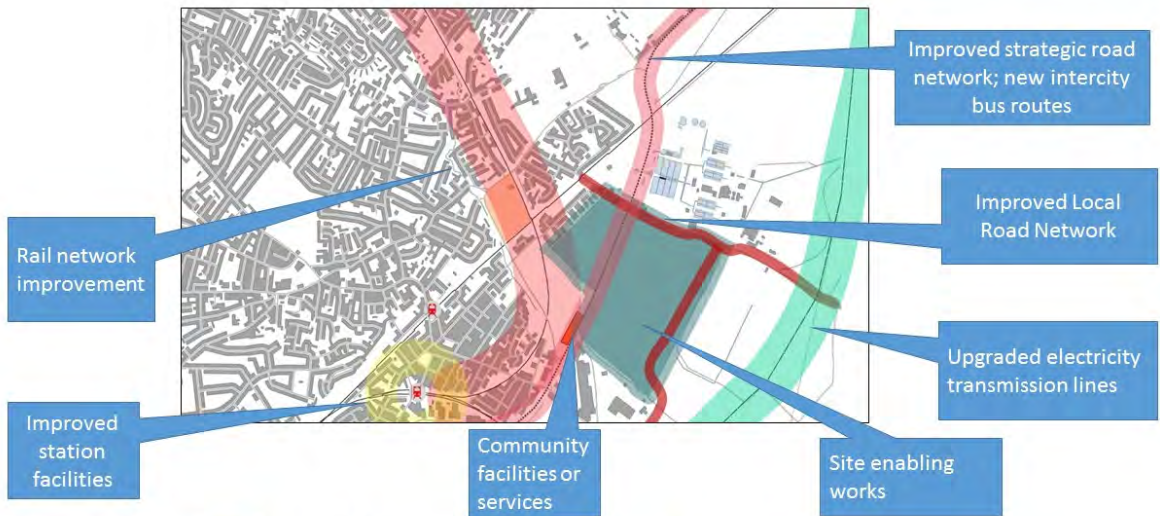 Improved strategic road
network; new intercity
bus routes
Improved Local
Road Network
Rail network
improvement
Upgraded electricity
transmission lines
Improved
station
facilities
Community
facilities or
services
Site enabling
works